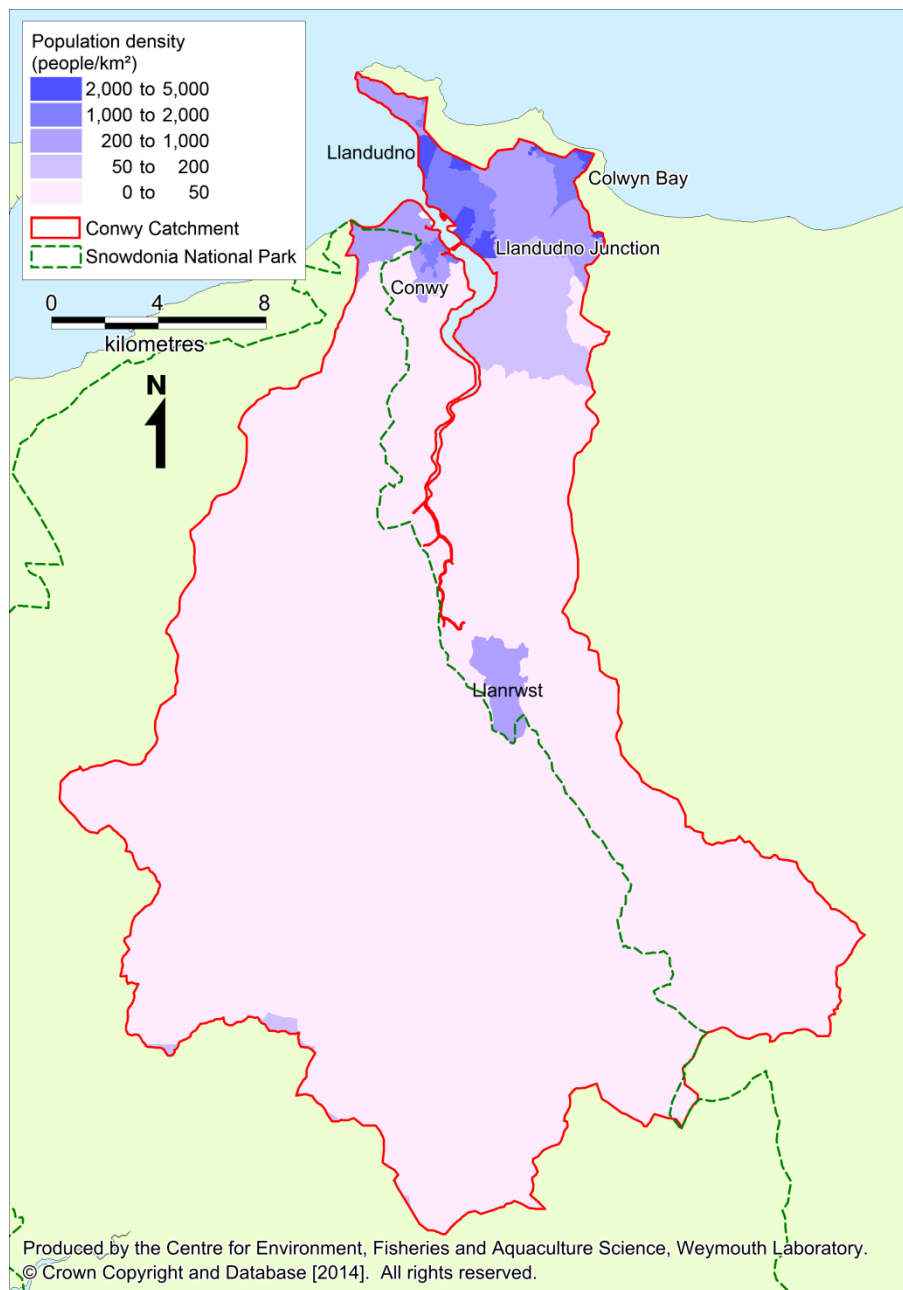 Population density
(people/km²)
2,000 to 5,000
1,000 to 2,000
200 to 1,000
50 to 200
0 to 50
Conwy Catchment
Snowdonia National Park
0 4 8
kilometres
N
Llandudno
Colwyn Bay
Llandudno Junction
Conwy
Llanrwst
Produced by the Centre for Environment, Fisheries and Aquaculture Science, Weymouth Laboratory.
© Crown Copyright and Database [2014]. All rights reserved.